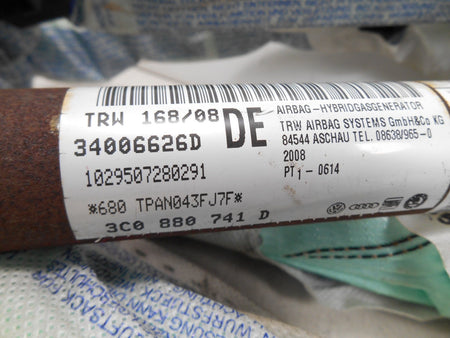 TRW 168/08
34006626D
DE
1029507280291
*680 TPAN043FJ7F*
3C0 880 741 D
AIRBAG-HYBRIDGASGENERATOR
TRW AIRBAG SYSTEMS GmbH&Co KG
84544 ASCHAU TEL. 08638/965-0
2008
PT1- 0614